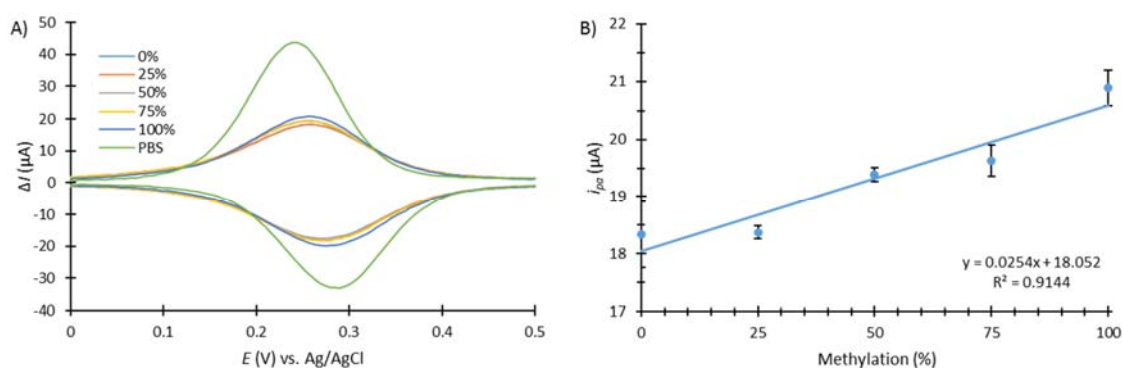 A)
50
40
30
20
10
0
-10
-20
-30
-40
ΔI (µA)
0%
25%
50%
75%
100%
PBS
0 0.1 0.2 0.3 0.4 0.5
E (V) vs. Ag/AgCl
B)
22
21
20
19
18
17
i_pa (µA)
y = 0.0254x + 18.052
R² = 0.9144
0 25 50 75 100
Methylation (%)